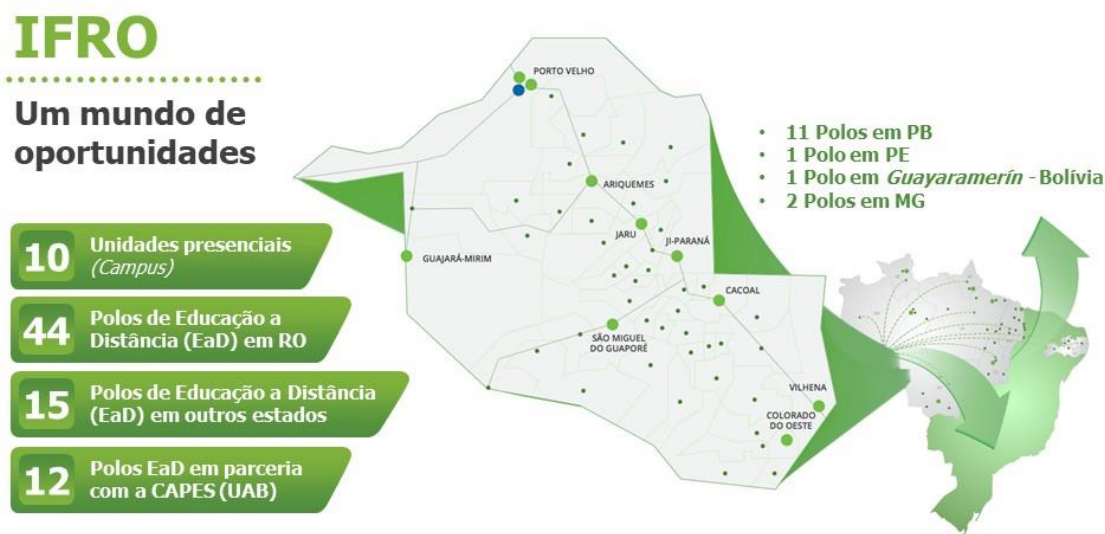 IFRO
Um mundo de
oportunidades
10
Unidades presenciais
(Campus)
44
Polos de Educação a
Distância (EaD) em RO
15
Polos de Educação a Distância
(EaD) em outros estados
12
Polos EaD em parceria
com a CAPES (UAB)
PORTO VELHO
ARIQUEMES
JARU
JI-PARANÁ
GUAJARÁ-MIRIM
CACOAL
SÃO MIGUEL
DO GUAPORÉ
VILHENA
COLORADO
DO OESTE
• 11 Polos em PB
• 1 Polo em PE
• 1 Polo em Guayaramerín - Bolívia
• 2 Polos em MG